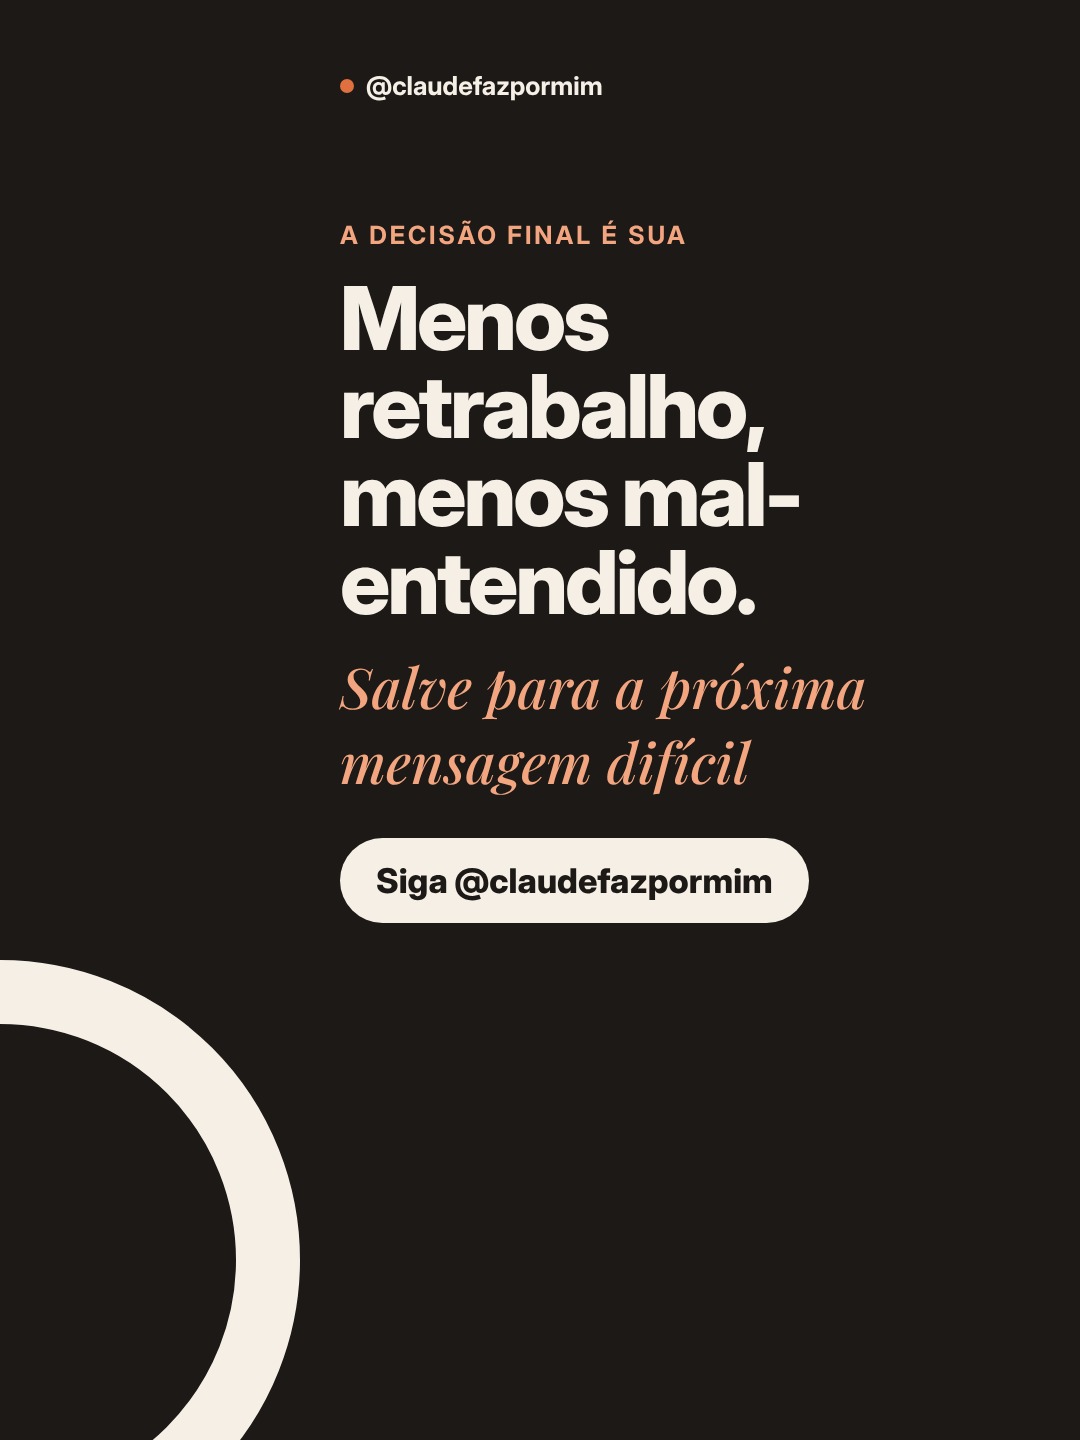 @claudefazpormim
A DECISÃO FINAL É SUA
Menos
retrabalho,
menos mal-
entendido.
Salve para a próxima
mensagem difícil
Siga @claudefazpormim